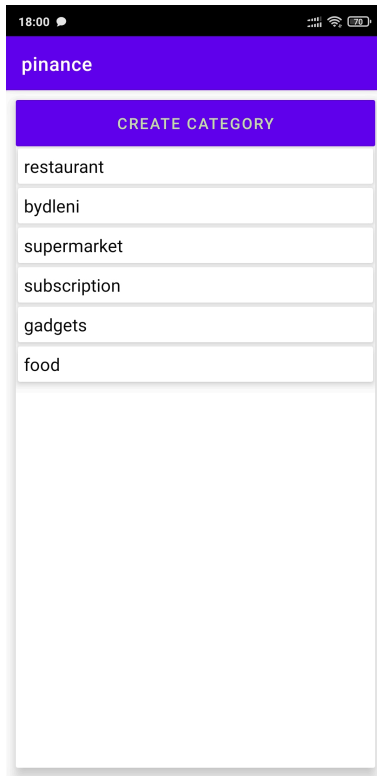 18:00 70
pinance
CREATE CATEGORY
restaurant
bydleni
supermarket
subscription
gadgets
food